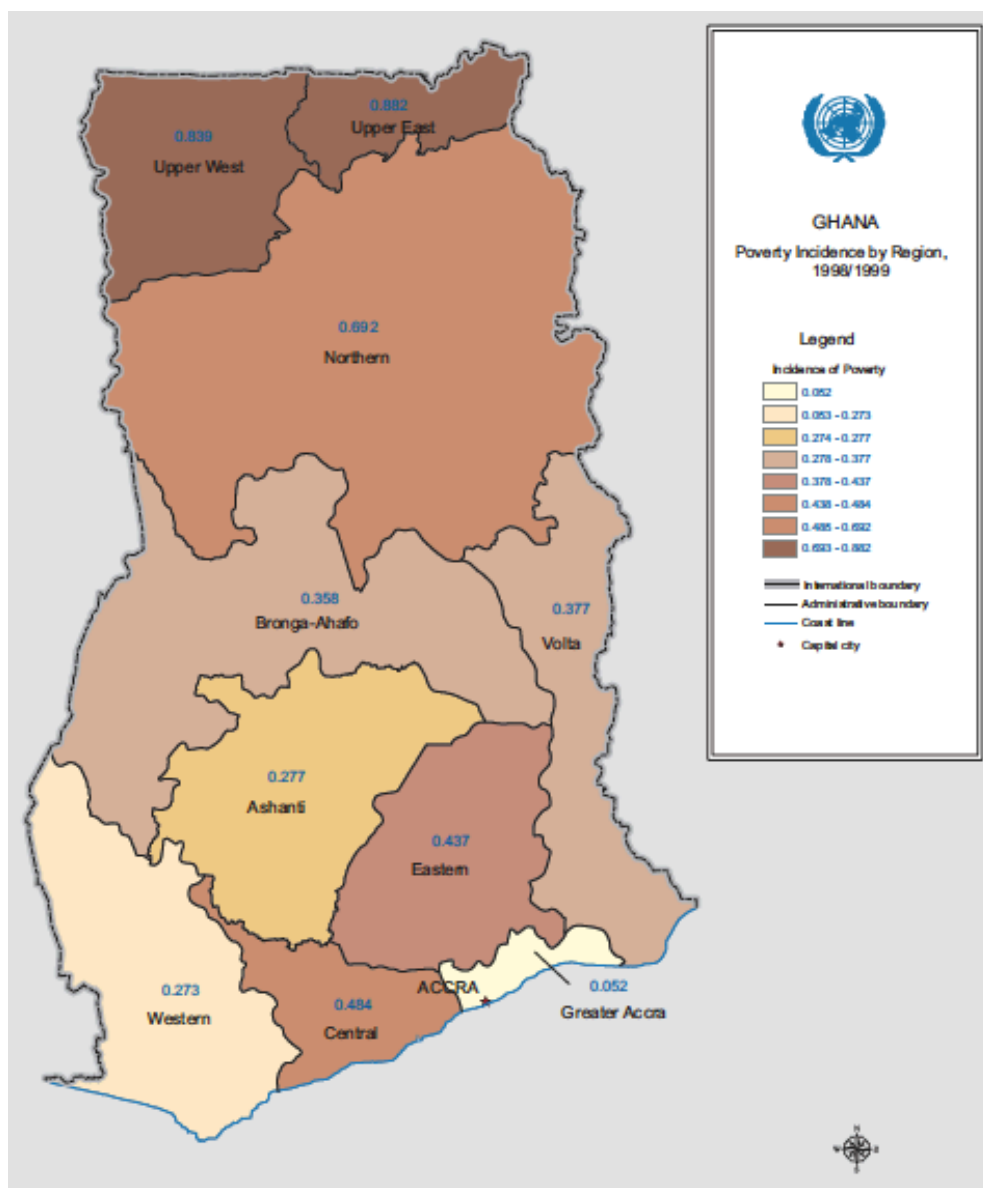 0.882
Upper East
0.839
Upper West
0.692
Northern
0.358
Bronga-Ahafo
0.377
Volta
0.277
Ashanti
0.437
Eastern
0.273
Western
0.484
Central
ACCRA
0.052
Greater Accra
GHANA
Poverty Incidence by Region,
1998/1999
Legend
Incidence of Poverty
0.052
0.053 - 0.273
0.274 - 0.277
0.278 - 0.377
0.378 - 0.437
0.438 - 0.484
0.485 - 0.692
0.693 - 0.882
International boundary
Administrative boundary
Coast line
Capital city
N
W
E
S